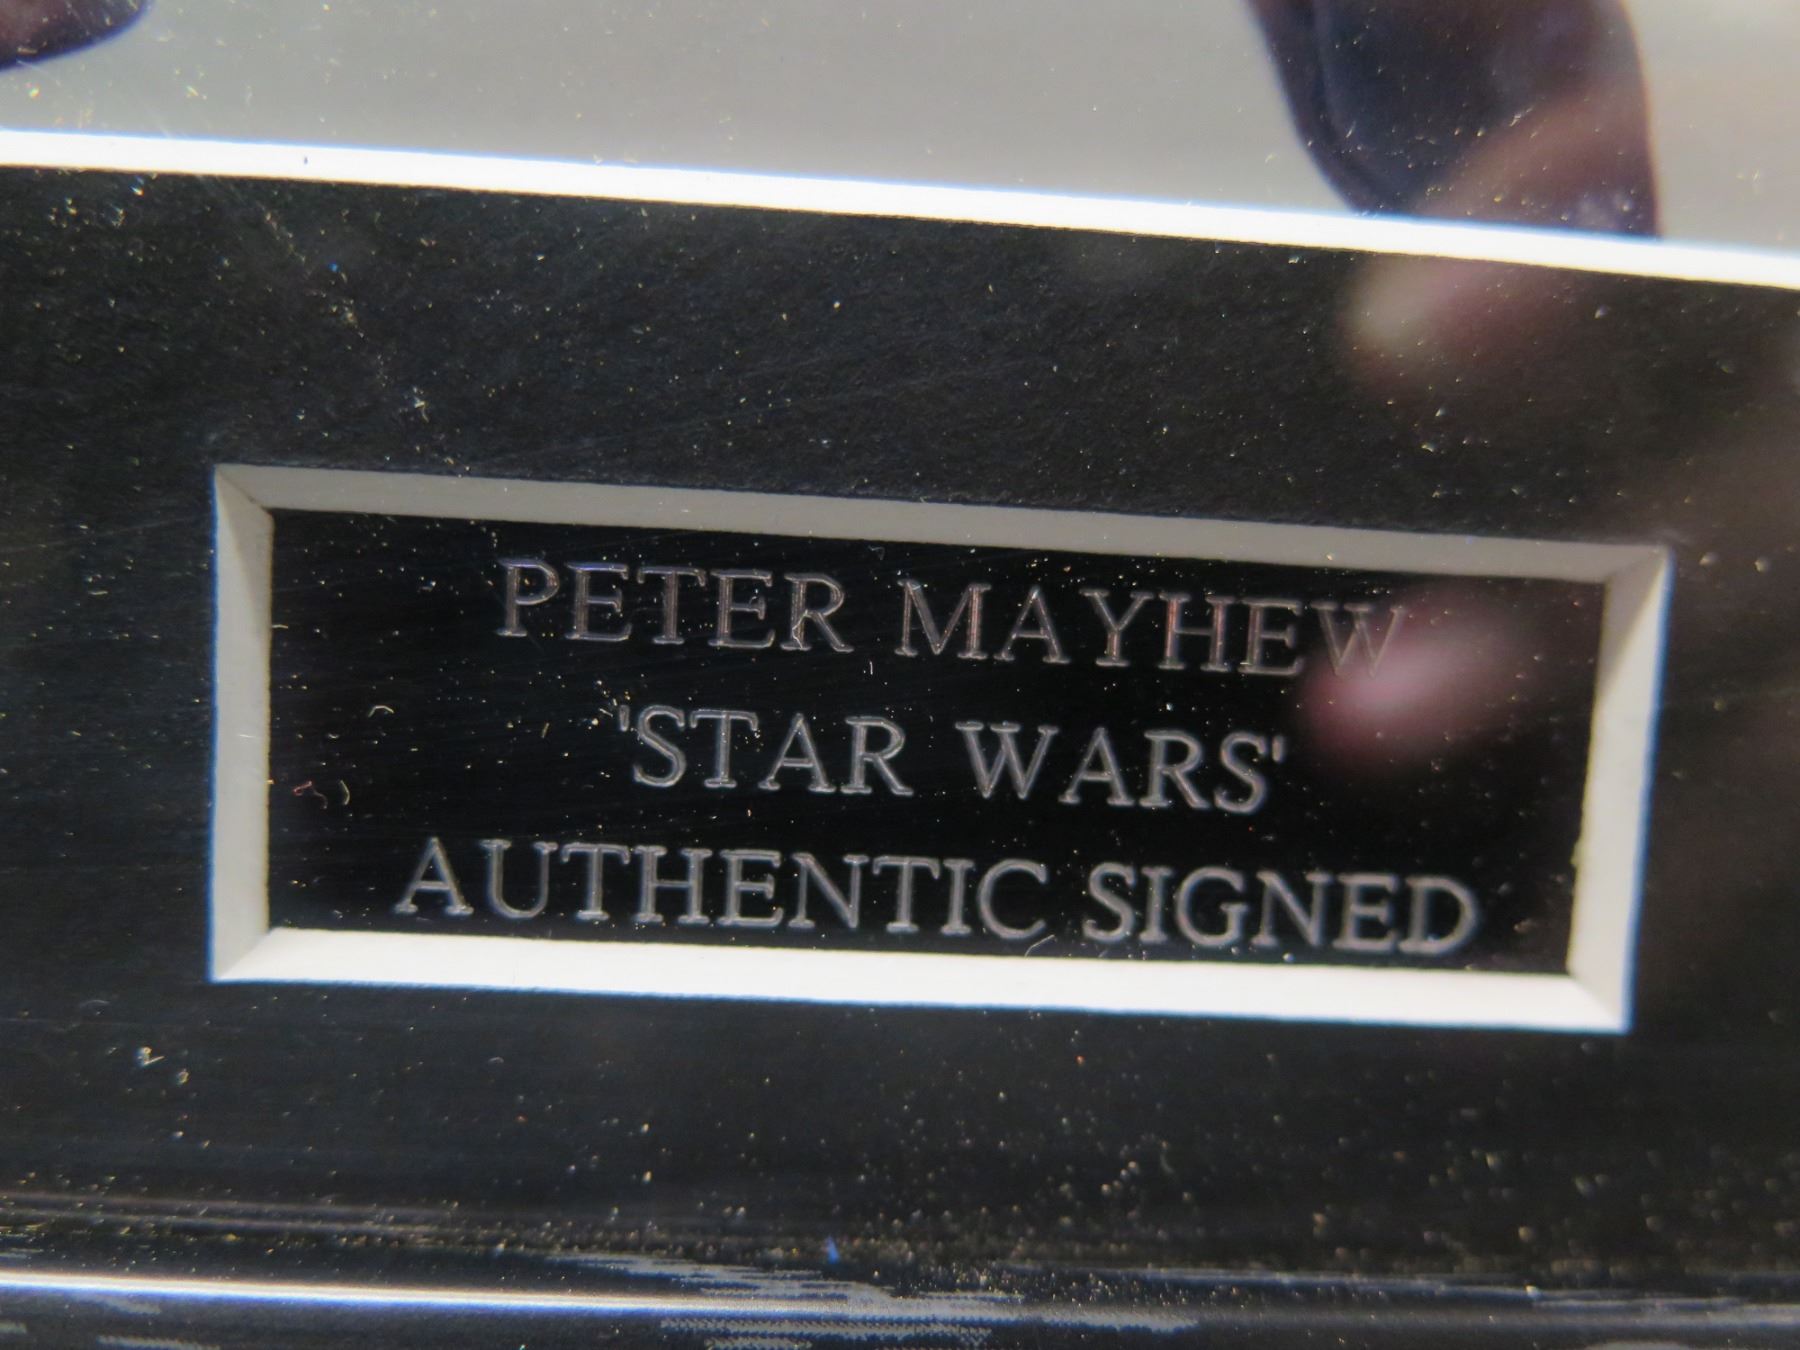 PETER MAYHEW
'STAR WARS'
AUTHENTIC SIGNED